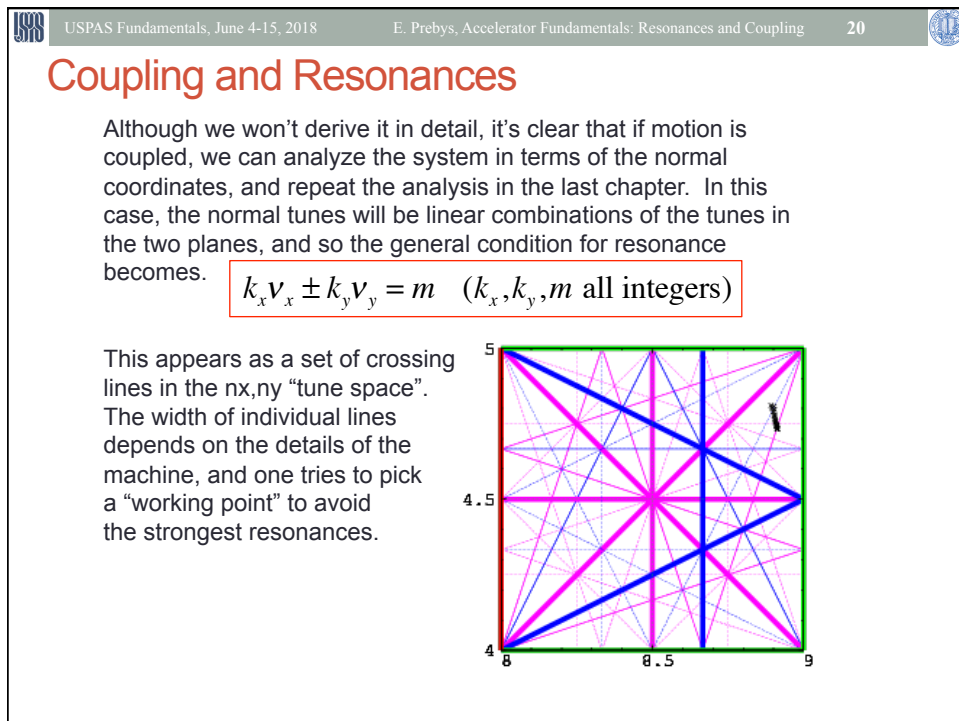 USPAS Fundamentals, June 4-15, 2018 E. Prebys, Accelerator Fundamentals: Resonances and Coupling 20
Coupling and Resonances
Although we won't derive it in detail, it's clear that if motion is
coupled, we can analyze the system in terms of the normal
coordinates, and repeat the analysis in the last chapter. In this
case, the normal tunes will be linear combinations of the tunes in
the two planes, and so the general condition for resonance
becomes.
k_x ν_x ± k_y ν_y = m (k_x, k_y, m all integers)
This appears as a set of crossing
lines in the nx,ny “tune space”.
The width of individual lines
depends on the details of the
machine, and one tries to pick
a “working point” to avoid
the strongest resonances.
5
4.5
4
8 8.5 9